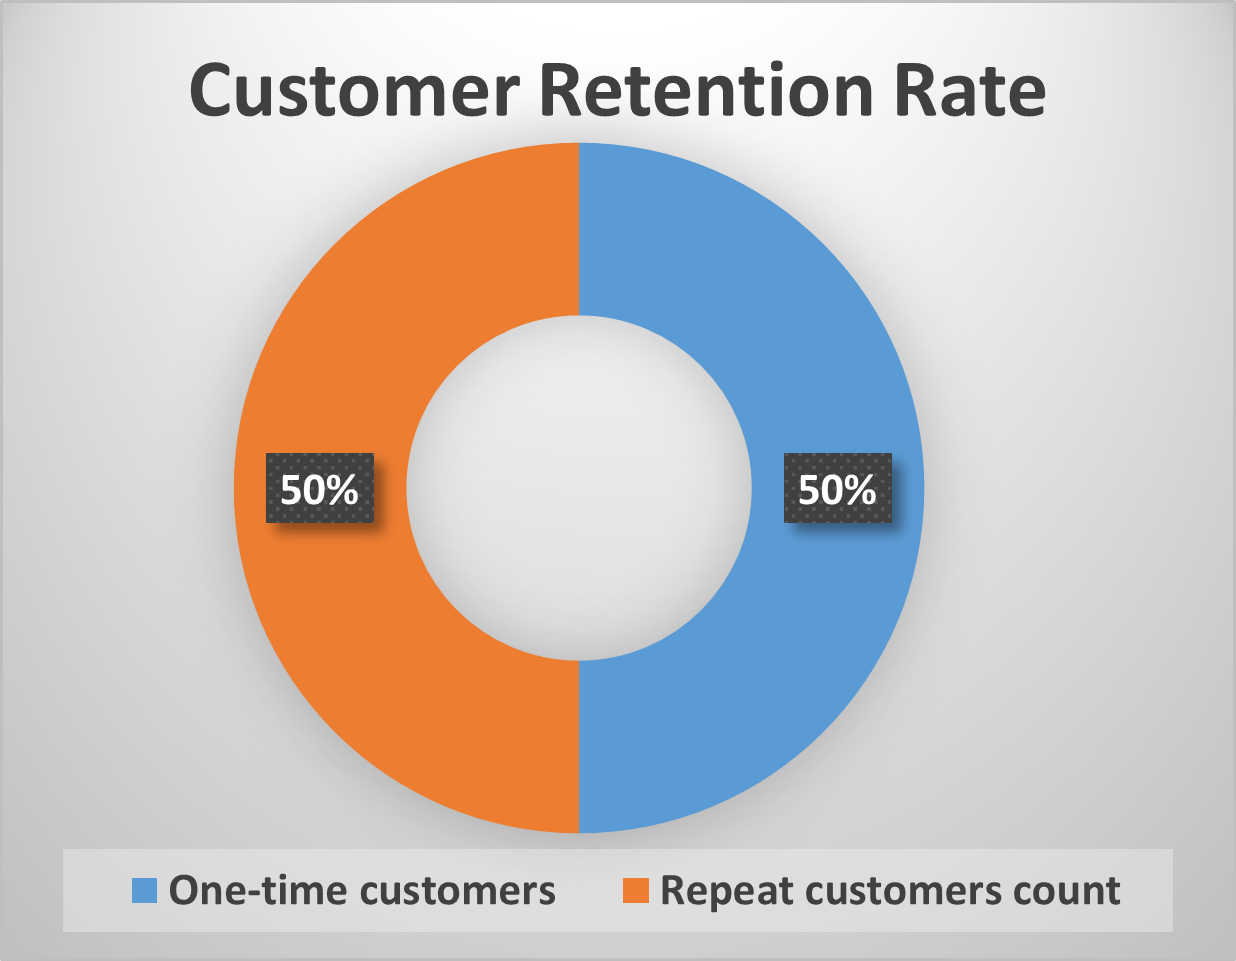 Customer Retention Rate
50%
50%
One-time customers
Repeat customers count